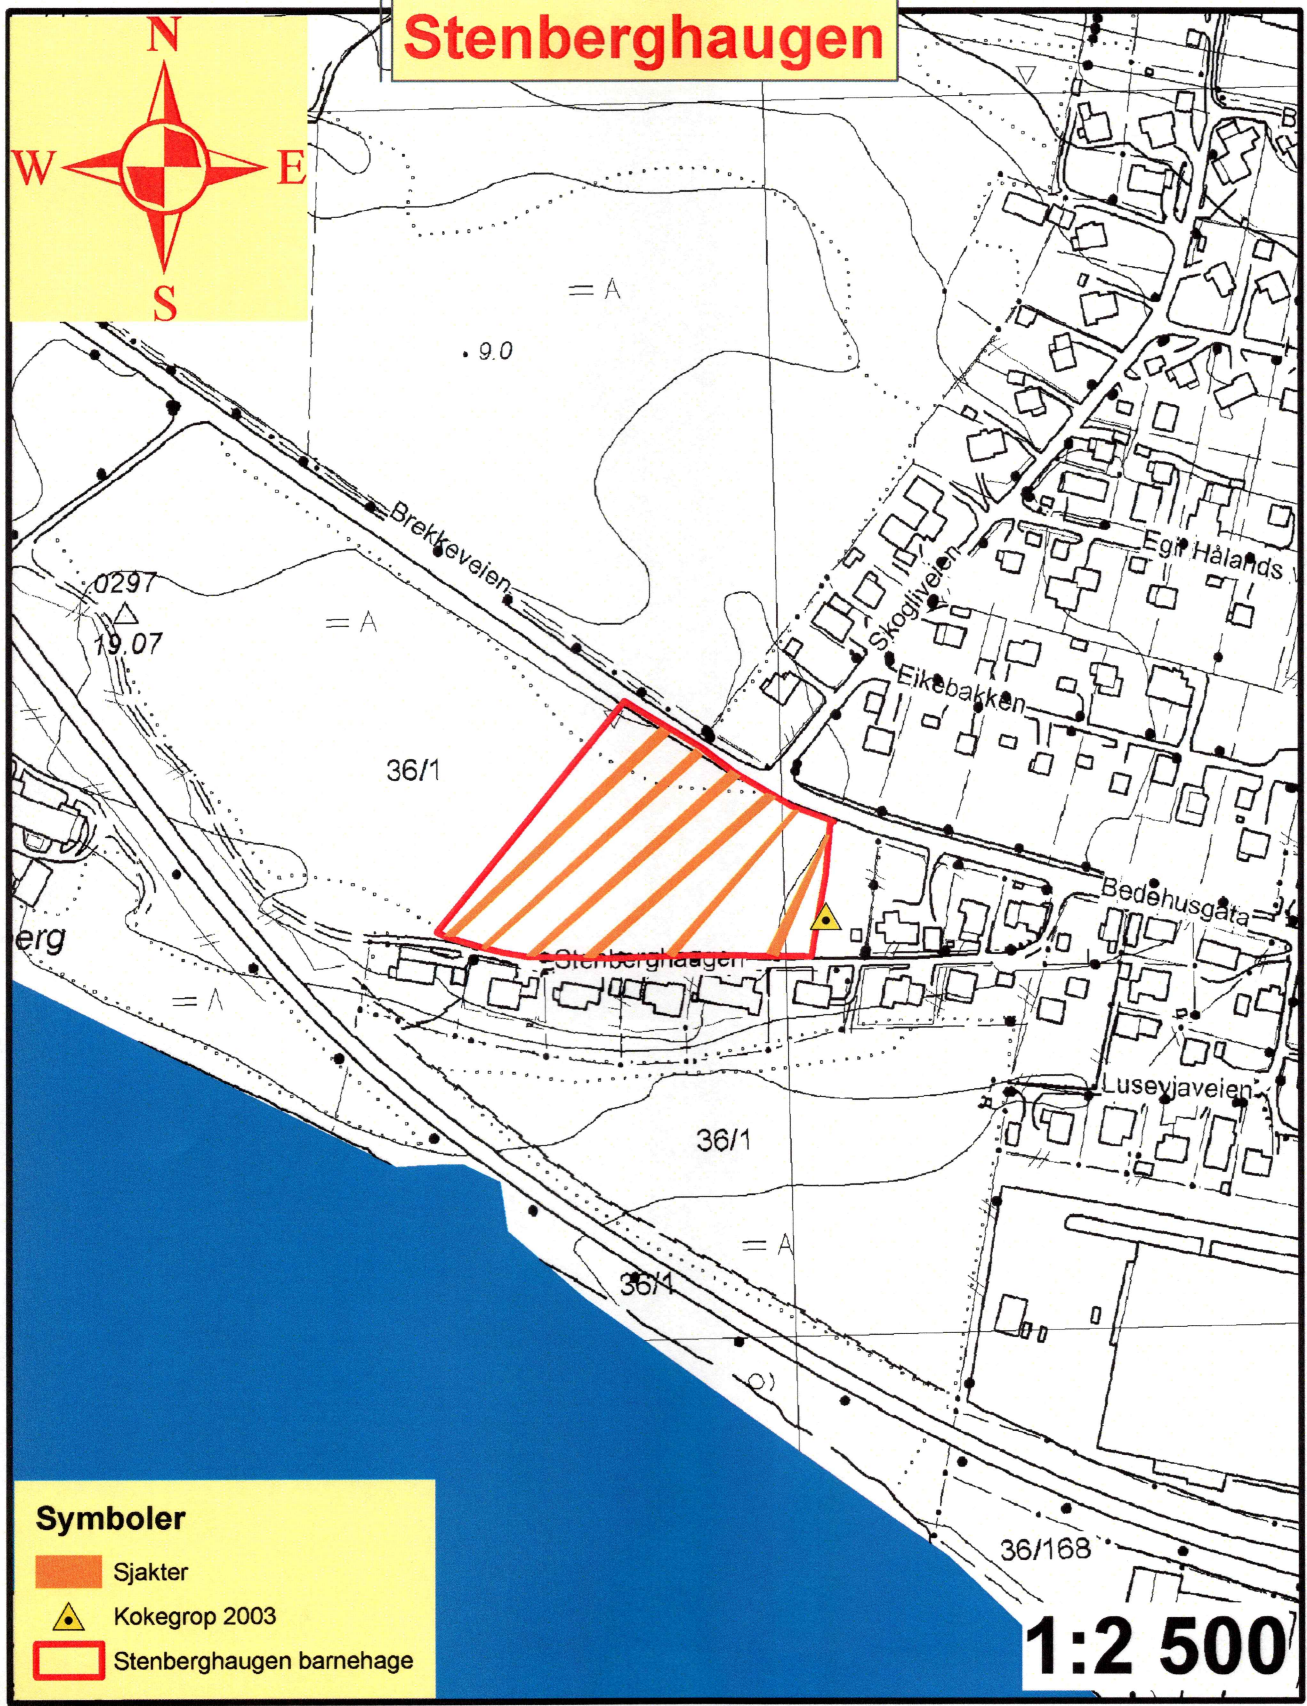 Stenberghaugen
N
W
E
S
= A
9.0
Brekkeveien
Egil Hålands
0297
19.07
= A
Skogliveien
Eikebakken
36/1
Bedehusgata
erg
Stenberghaugen
= A
Lusevjaveien
36/1
= A
36/1
36/168
Symboler
Sjakter
Kokegrop 2003
Stenberghaugen barnehage
1:2 500